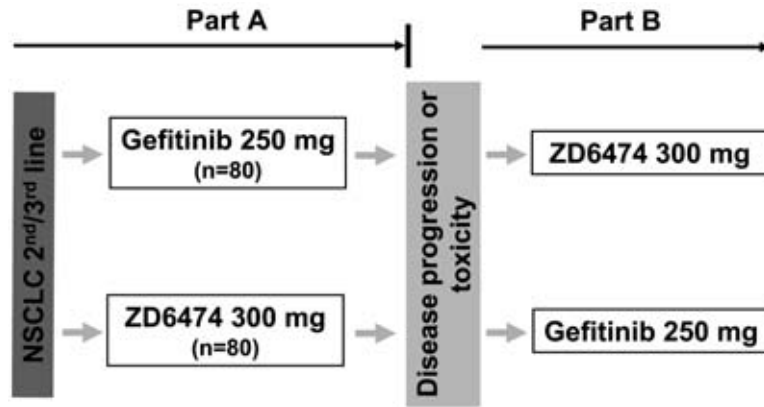 Part A
Part B
NSCLC 2nd/3rd line
Gefitinib 250 mg
(n=80)
ZD6474 300 mg
(n=80)
Disease progression or
toxicity
ZD6474 300 mg
Gefitinib 250 mg